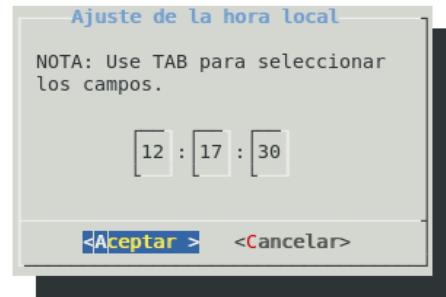 Ajuste de la hora local
NOTA: Use TAB para seleccionar
los campos.
12 : 17 : 30
<Aceptar > <Cancelar>